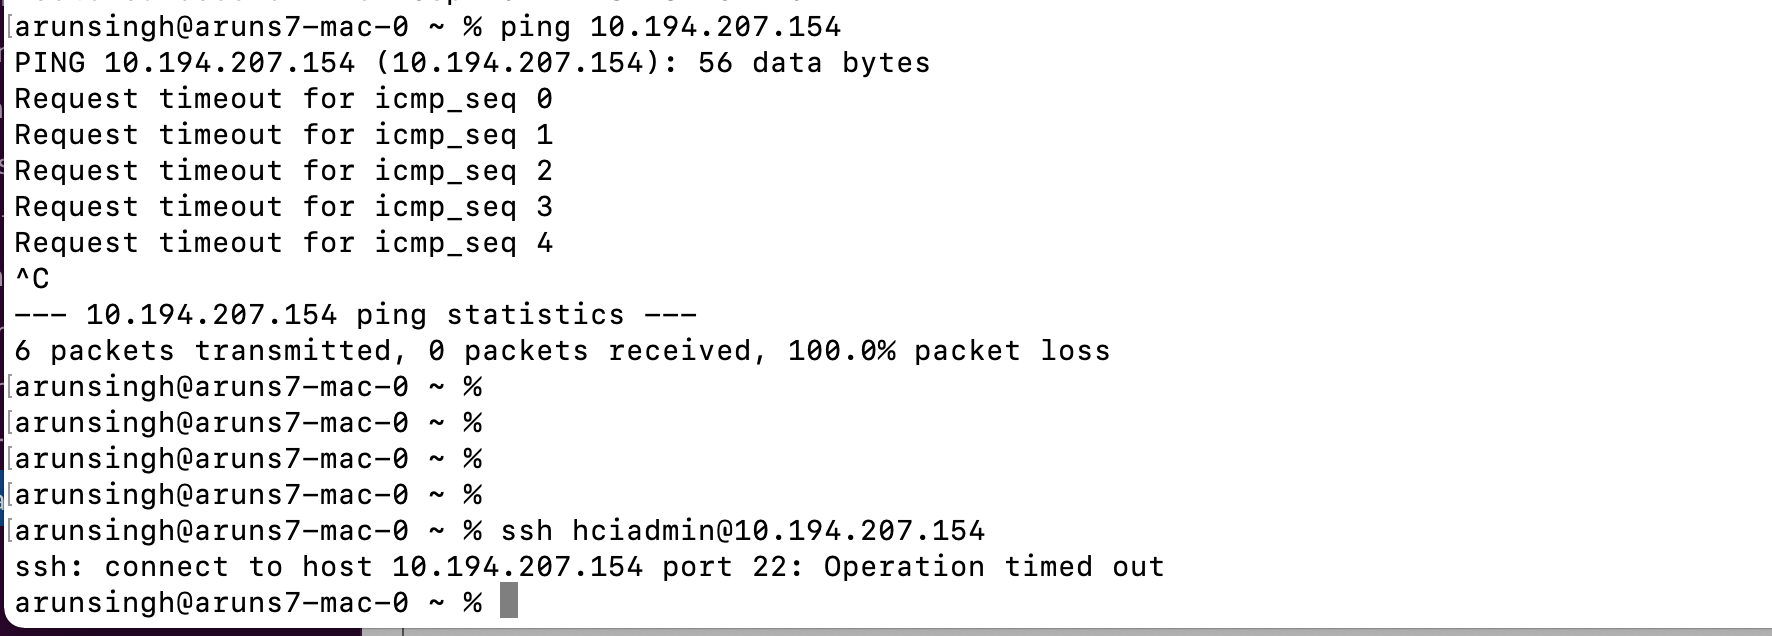 [arunsingh@aruns7-mac-0 ~ % ping 10.194.207.154
PING 10.194.207.154 (10.194.207.154): 56 data bytes
Request timeout for icmp_seq 0
Request timeout for icmp_seq 1
Request timeout for icmp_seq 2
Request timeout for icmp_seq 3
Request timeout for icmp_seq 4
^C
--- 10.194.207.154 ping statistics ---
6 packets transmitted, 0 packets received, 100.0% packet loss
[arunsingh@aruns7-mac-0 ~ %
[arunsingh@aruns7-mac-0 ~ %
[arunsingh@aruns7-mac-0 ~ %
[arunsingh@aruns7-mac-0 ~ %
[arunsingh@aruns7-mac-0 ~ % ssh hciadmin@10.194.207.154
ssh: connect to host 10.194.207.154 port 22: Operation timed out
arunsingh@aruns7-mac-0 ~ %